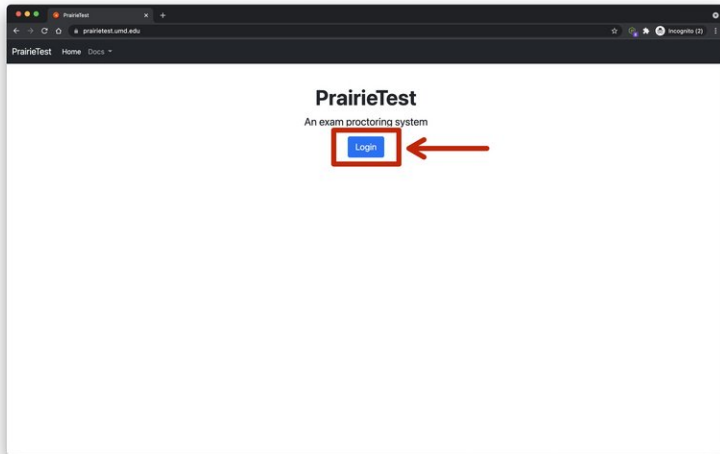 PrairieTest
prairietest.umd.edu
Incognito (2)
PrairieTest Home Docs
PrairieTest
An exam proctoring system
Login